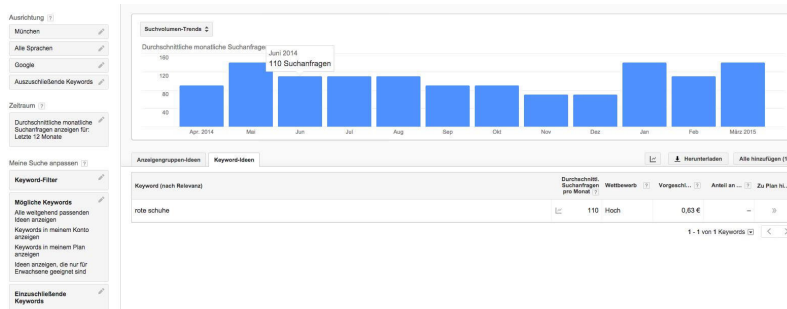 Ausrichtung ?
München
Alle Sprachen
Google
Auszuschließende Keywords
Zeitraum ?
Durchschnittliche monatliche
Suchanfragen anzeigen für:
Letzte 12 Monate
Meine Suche anpassen ?
Keyword-Filter
Mögliche Keywords
Alle weitgehend passenden
Ideen anzeigen
Keywords in meinem Konto
anzeigen
Keywords in meinem Plan
anzeigen
Ideen anzeigen, die nur für
Erwachsene geeignet sind
Einzuschließende
Keywords
Suchvolumen-Trends
Durchschnittliche monatliche Suchanfrage
Juni 2014
110 Suchanfragen
160
120
80
40
Apr. 2014 Mai Jun Jul Aug Sep Okt Nov Dez Jan Feb März 2015
Anzeigengruppen-Ideen Keyword-Ideen Herunterladen Alle hinzufügen (1
Keyword (nach Relevanz) Durchschnittl. Suchanfragen pro Monat ? Wettbewerb ? Vorgeschl... ? Anteil an ... ? Zu Plan hi...
rote schuhe 110 Hoch 0,63 € – »
1 - 1 von 1 Keywords